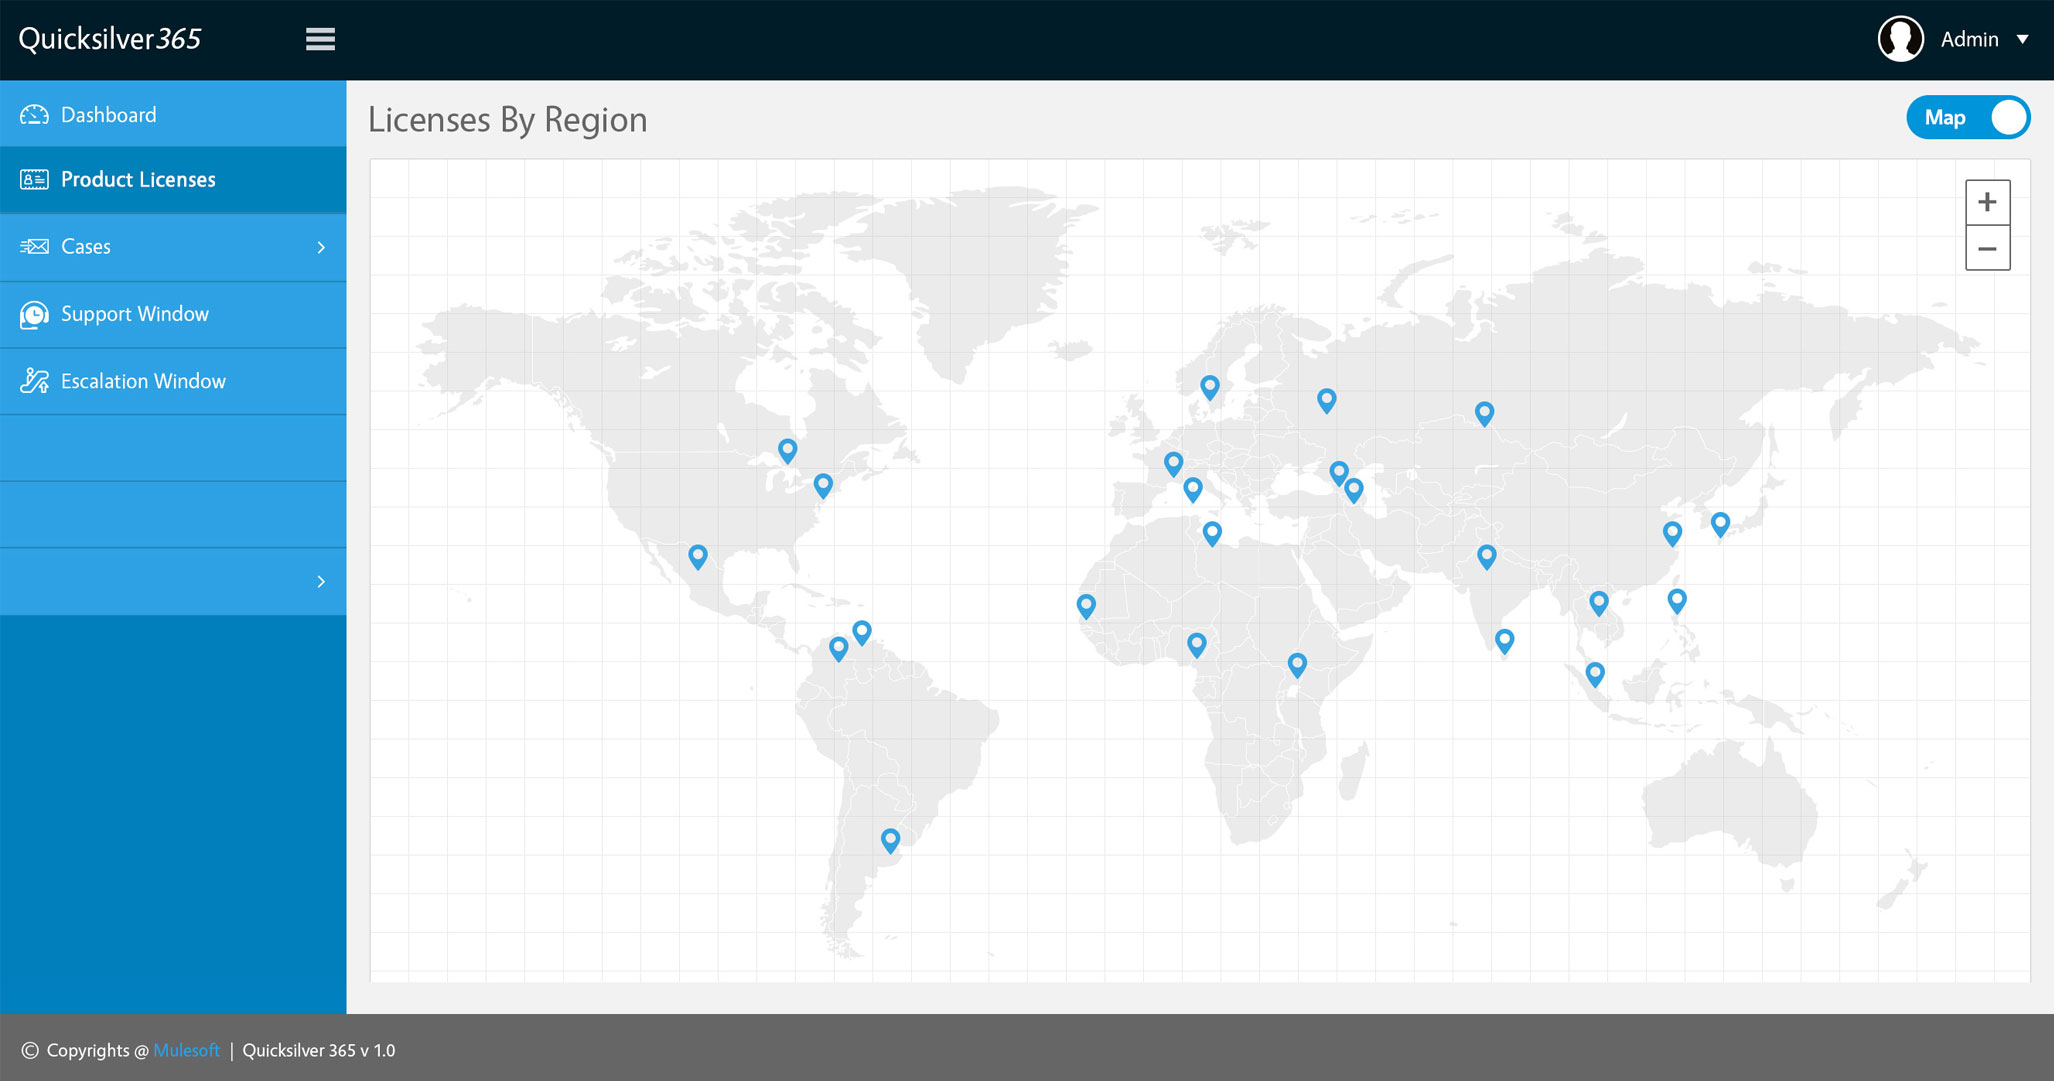 Quicksilver365
Admin
Dashboard
Product Licenses
Cases
Support Window
Escalation Window
Licenses By Region
Map
+
−
© Copyrights @ Mulesoft | Quicksilver 365 v 1.0